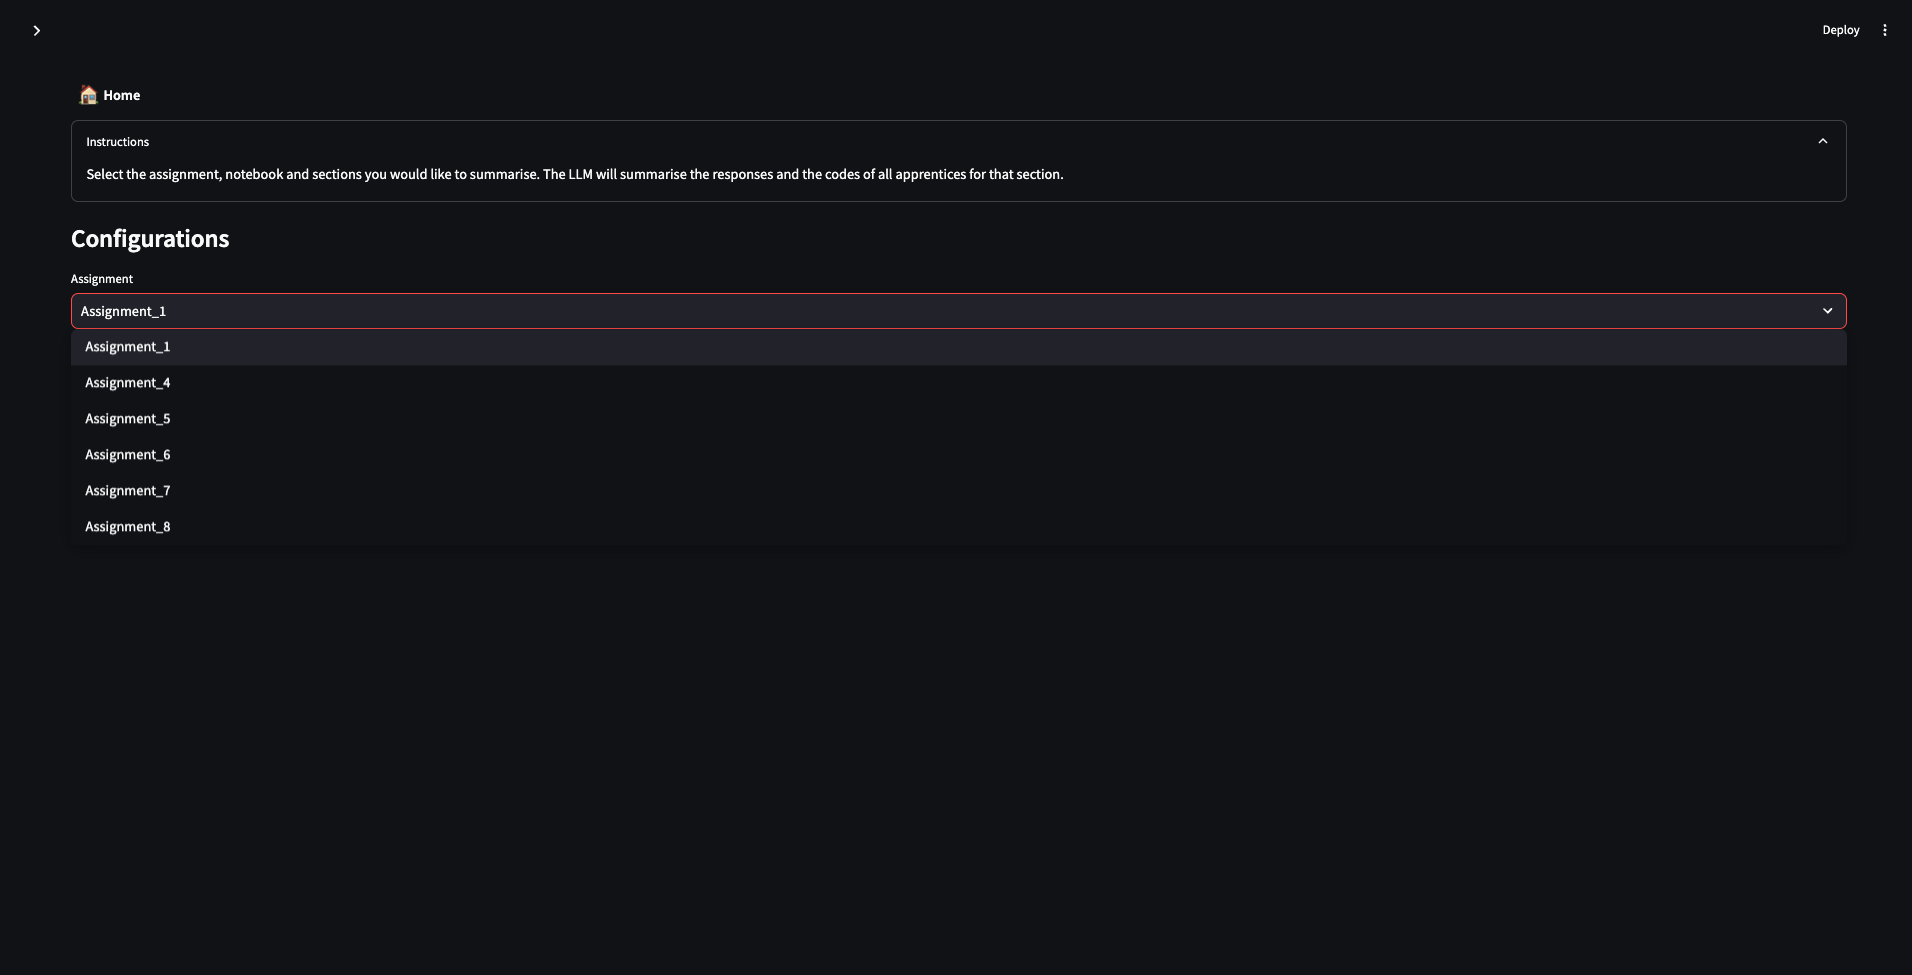 Deploy
Home
Instructions
Select the assignment, notebook and sections you would like to summarise. The LLM will summarise the responses and the codes of all apprentices for that section.
Configurations
Assignment
Assignment_1
Assignment_1
Assignment_4
Assignment_5
Assignment_6
Assignment_7
Assignment_8